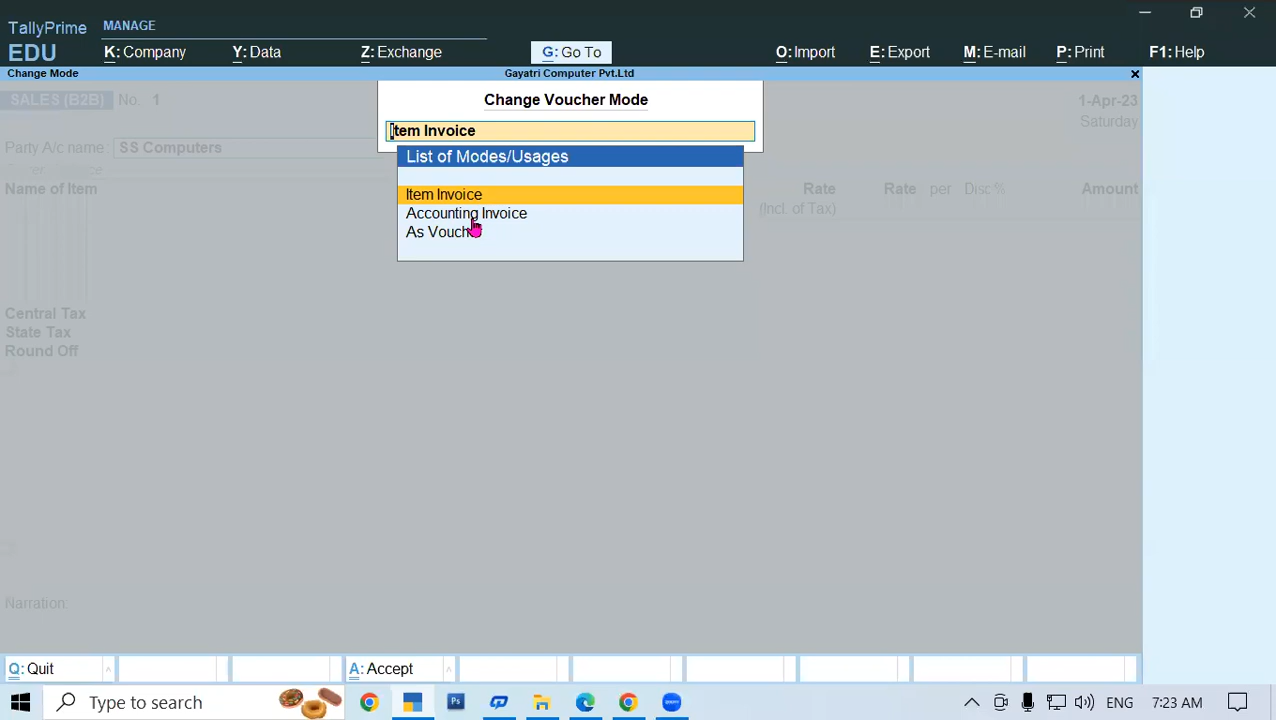 TallyPrime
MANAGE
EDU
K: Company
Y: Data
Z: Exchange
G: Go To
O: Import
E: Export
M: E-mail
P: Print
F1: Help
Change Mode
Gayatri Computer Pvt.Ltd
SALES (B2B) No. 1
1-Apr-23
Saturday
Change Voucher Mode
Item Invoice
Party A/c name: SS Computers
List of Modes/Usages
Name of Item
Rate
(Incl. of Tax)
Rate per Disc %
Amount
Item Invoice
Accounting Invoice
As
Central Tax
State Tax
Round Off
Narration:
Q: Quit
A: Accept
Type to search
ENG
7:23 AM